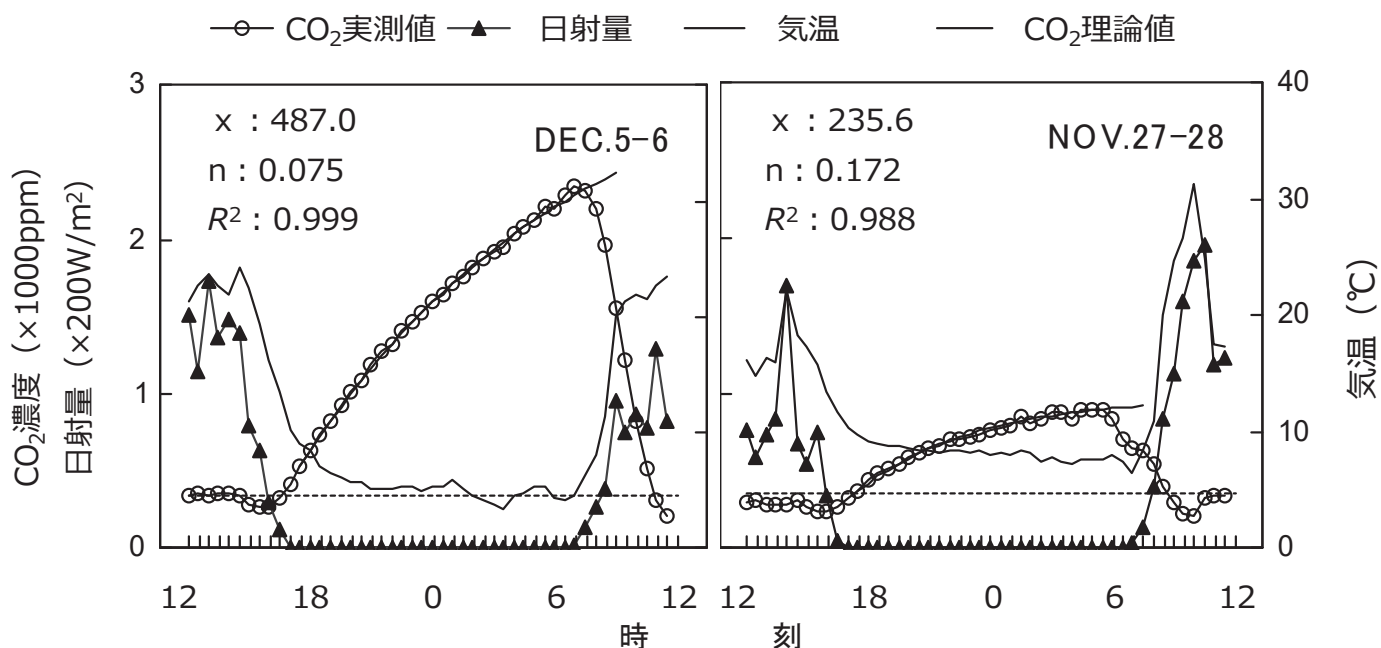 CO₂実測値 日射量 気温 CO₂理論値
CO₂濃度（×1000ppm）
日射量（×200W/m²）
3
2
1
0
x：487.0
n：0.075
R²：0.999
DEC.5-6
12 18 0 6 12
x：235.6
n：0.172
R²：0.988
NOV.27-28
12 18 0 6 12
40
30
20
10
0
気温（℃）
時刻